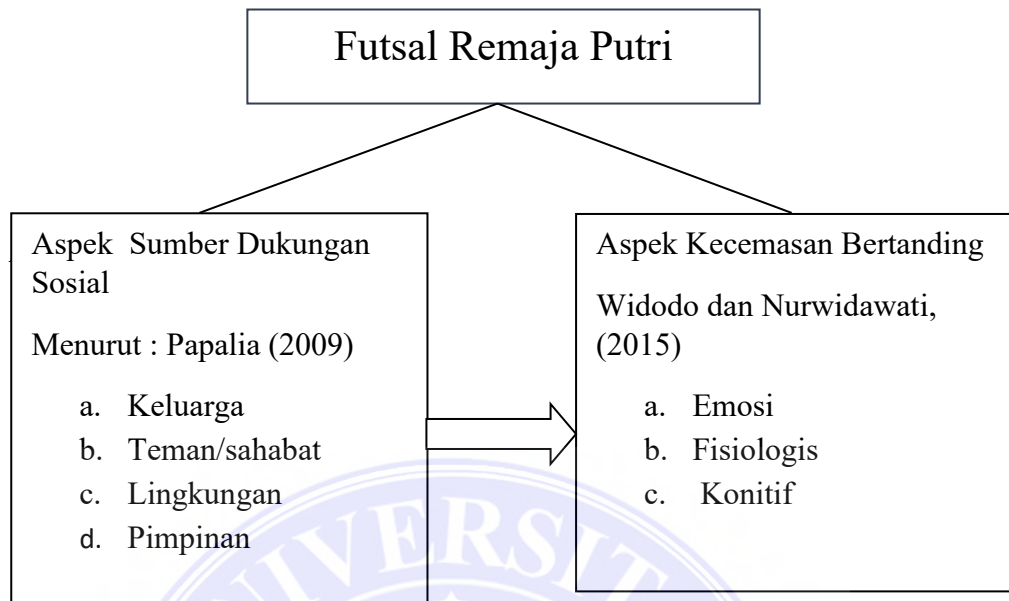 Futsal Remaja Putri
Aspek Sumber Dukungan
Sosial
Menurut : Papalia (2009)
a. Keluarga
b. Teman/sahabat
c. Lingkungan
d. Pimpinan
Aspek Kecemasan Bertanding
Widodo dan Nurwidawati,
(2015)
a. Emosi
b. Fisiologis
c. Konitif
VERSIT